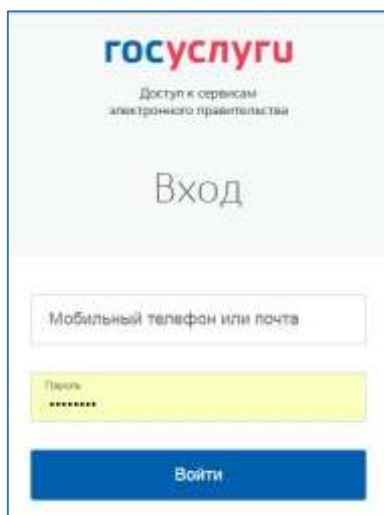 госуслуги
Доступ к сервисам
электронного правительства
Вход
Мобильный телефон или почта
Пароль
••••••••
Войти